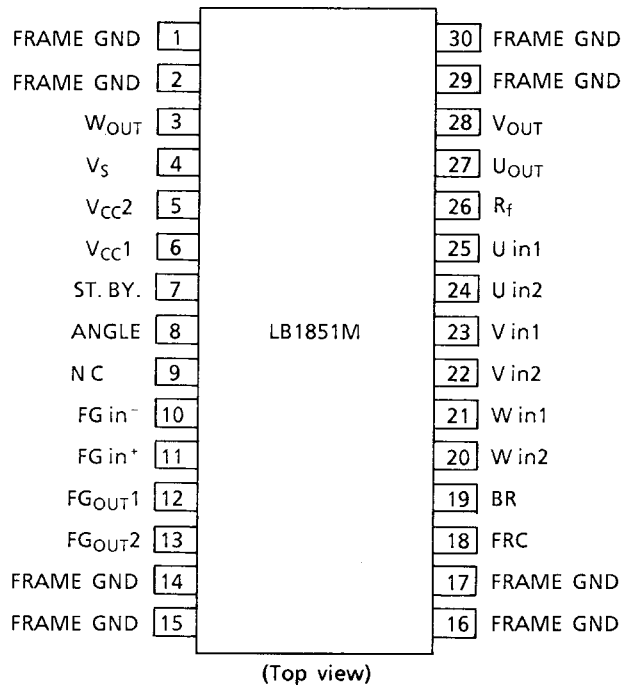 FRAME GND 1 30 FRAME GND
FRAME GND 2 29 FRAME GND
WOUT 3 28 VOUT
VS 4 27 UOUT
VCC2 5 26 Rf
VCC1 6 25 U in1
ST. BY. 7 24 U in2
ANGLE 8 LB1851M 23 V in1
N C 9 22 V in2
FG in⁻ 10 21 W in1
FG in⁺ 11 20 W in2
FGOUT1 12 19 BR
FGOUT2 13 18 FRC
FRAME GND 14 17 FRAME GND
FRAME GND 15 16 FRAME GND
(Top view)